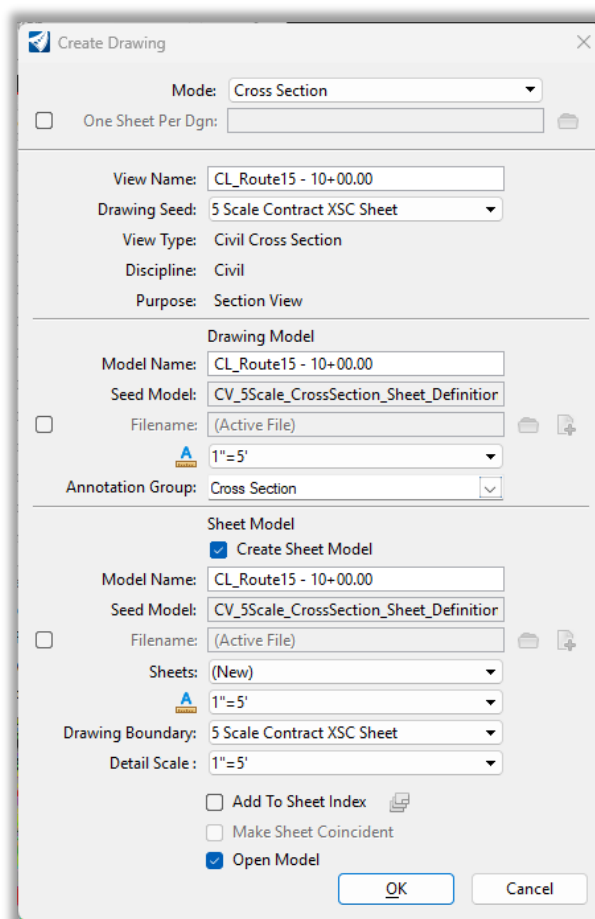 Create Drawing
Mode: Cross Section
One Sheet Per Dgn:
View Name: CL_Route15 - 10+00.00
Drawing Seed: 5 Scale Contract XSC Sheet
View Type: Civil Cross Section
Discipline: Civil
Purpose: Section View
Drawing Model
Model Name: CL_Route15 - 10+00.00
Seed Model: CV_5Scale_CrossSection_Sheet_Definition
Filename: (Active File)
A 1"=5'
Annotation Group: Cross Section
Sheet Model
Create Sheet Model
Model Name: CL_Route15 - 10+00.00
Seed Model: CV_5Scale_CrossSection_Sheet_Definition
Filename: (Active File)
Sheets: (New)
A 1"=5'
Drawing Boundary: 5 Scale Contract XSC Sheet
Detail Scale : 1"=5'
Add To Sheet Index
Make Sheet Coincident
Open Model
OK Cancel